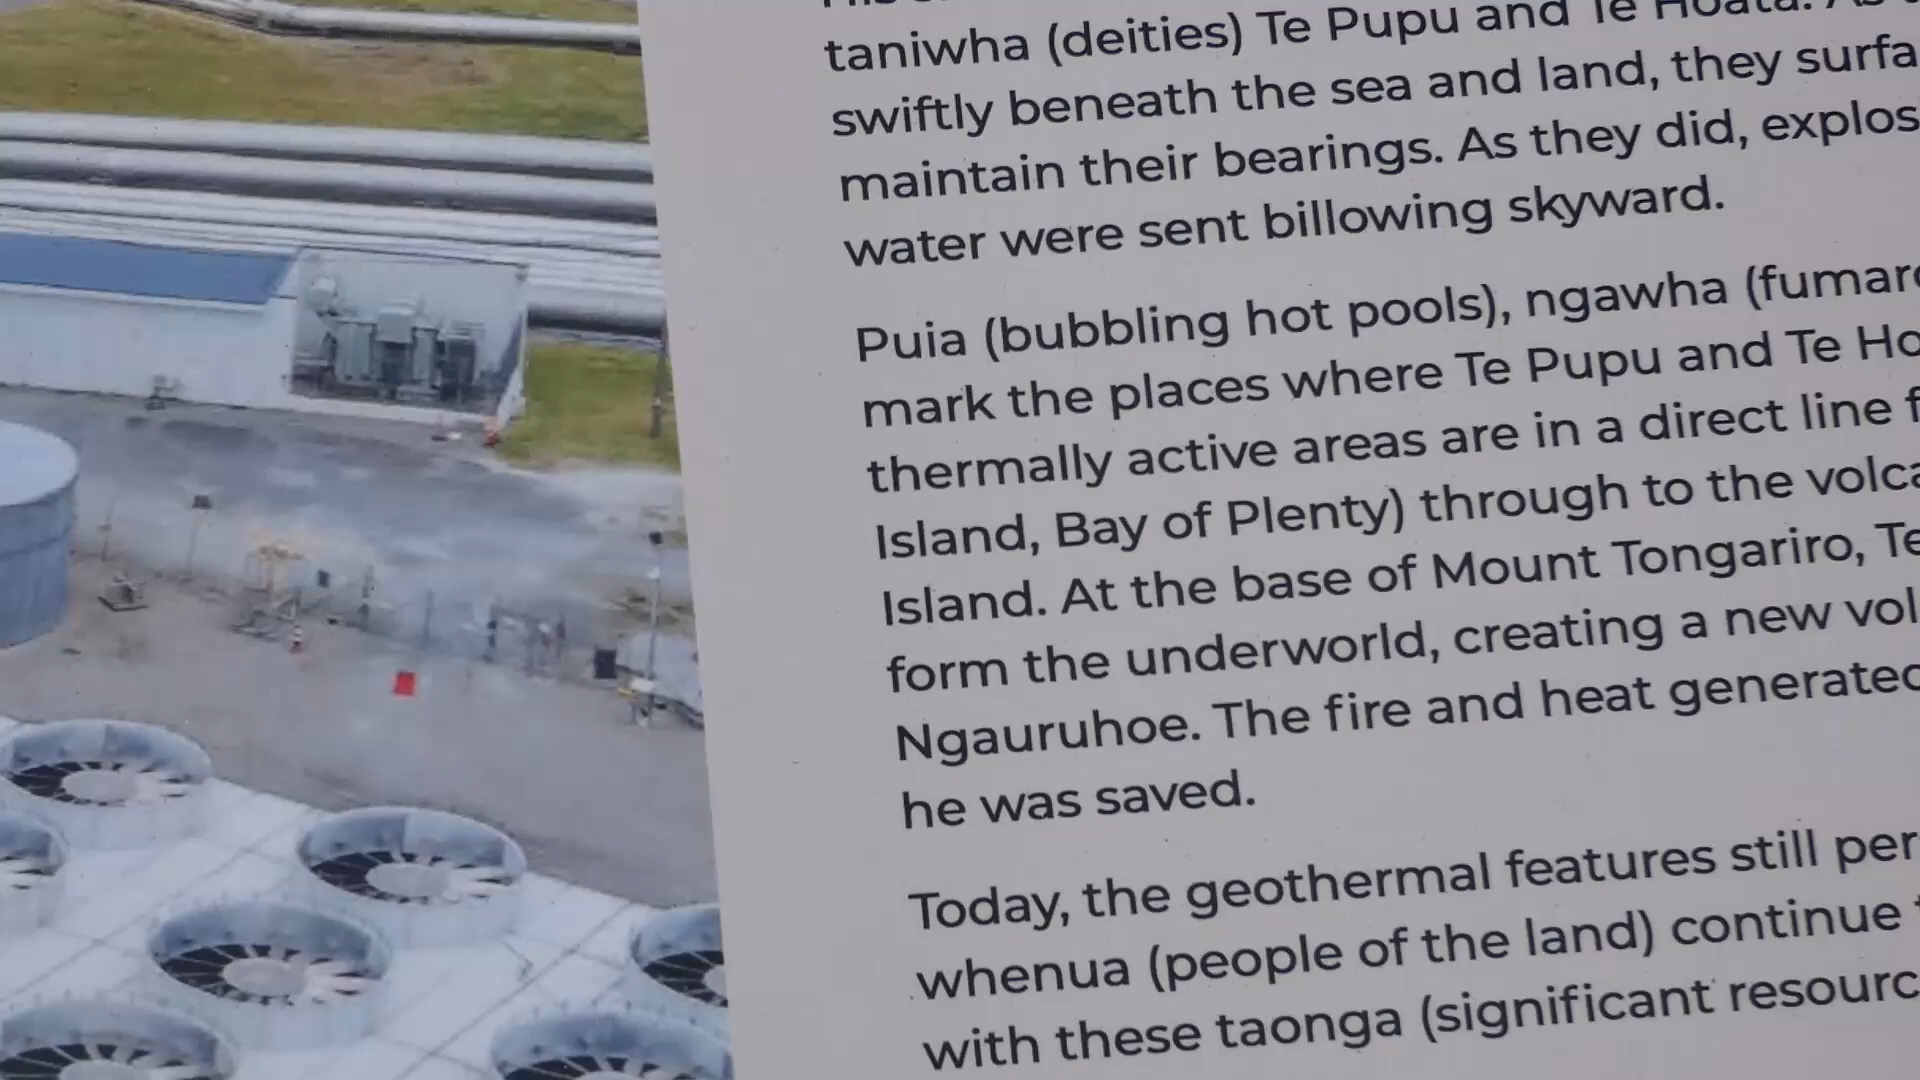 taniwha (deities) Te Pupu and Te Hoata.
swiftly beneath the sea and land, they
maintain their bearings. As they did,
water were sent billowing skyward.
Puia (bubbling hot pools), ngawha
mark the places where Te Pupu and Te
thermally active areas are in a direct line
Island, Bay of Plenty) through to the
Island. At the base of Mount Tongariro,
form the underworld, creating a new
Ngauruhoe. The fire and heat generated
he was saved.
Today, the geothermal features still
whenua (people of the land) continue
with these taonga (significant